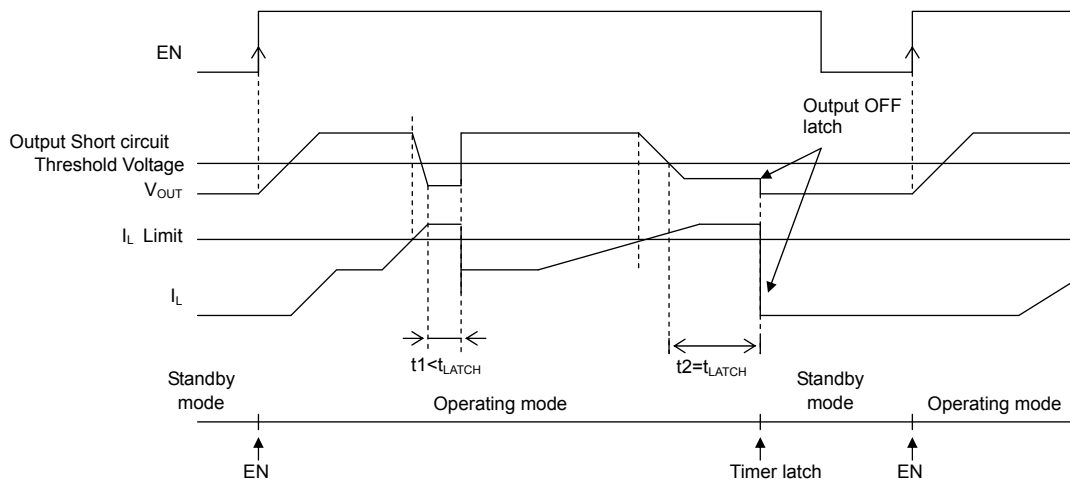 EN
Output OFF
latch
Output Short circuit
Threshold Voltage
VOUT
IL Limit
IL
t1<tLATCH
t2=tLATCH
Standby
mode
Operating mode
Standby
mode
Operating mode
EN
Timer latch
EN